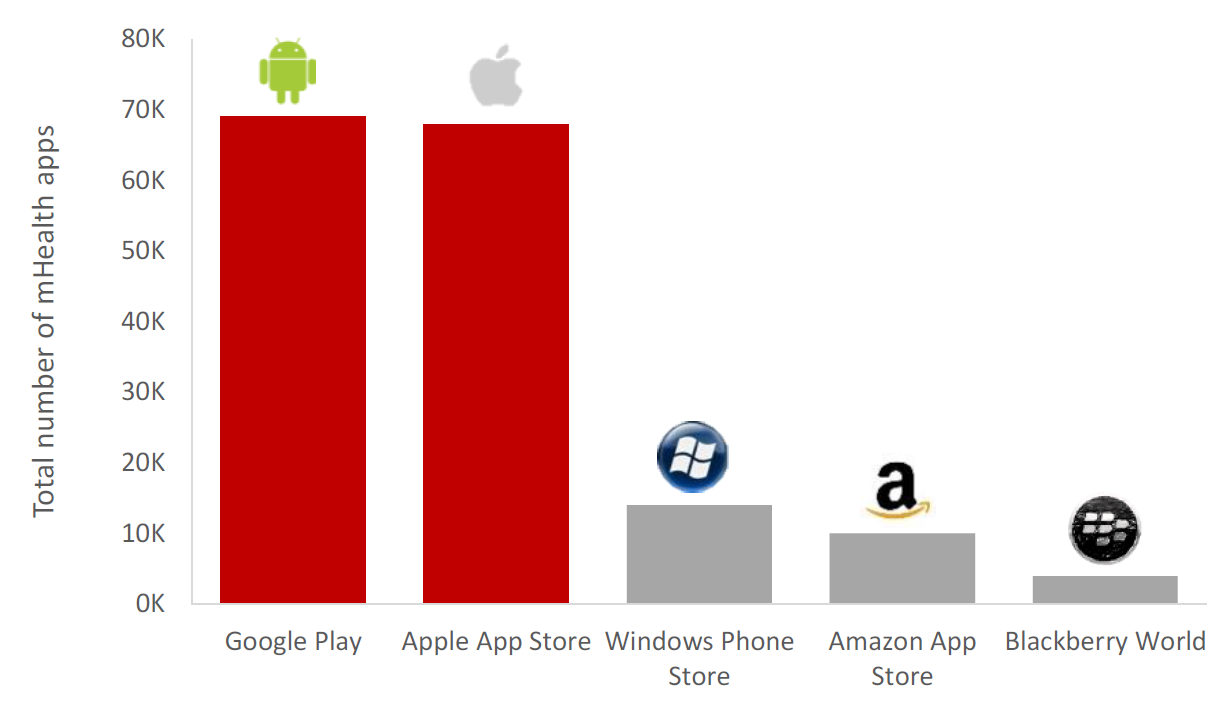 80K
70K
60K
50K
40K
30K
20K
10K
0K
Total number of mHealth apps
a
Google Play
Apple App Store
Windows Phone
Store
Amazon App
Store
Blackberry World